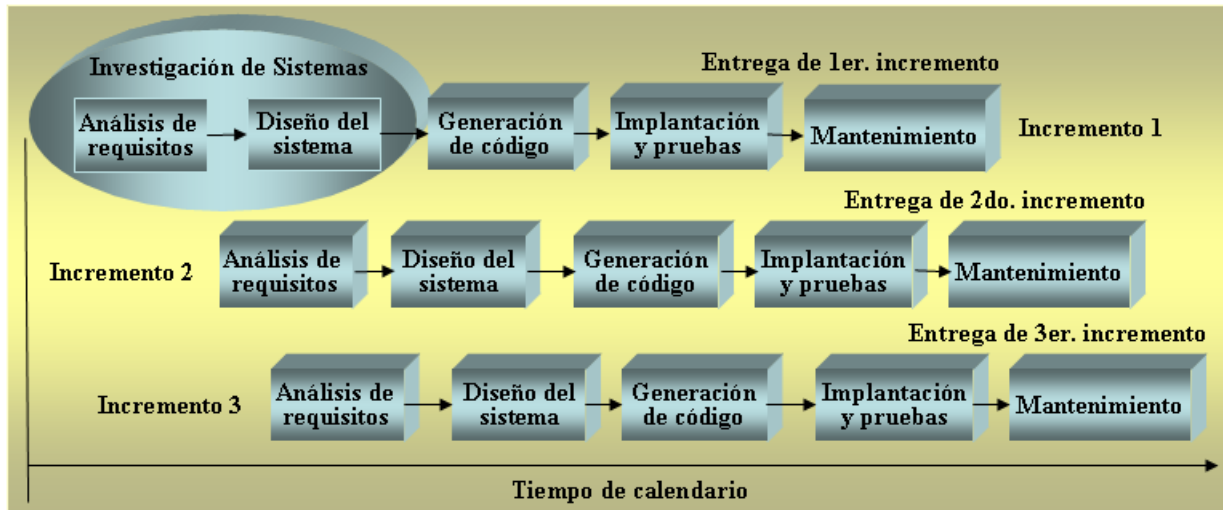 Investigación de Sistemas
Entrega de 1er. incremento
Análisis de
requisitos
Diseño del
sistema
Generación
de código
Implantación
y pruebas
Mantenimiento
Incremento 1
Entrega de 2do. incremento
Incremento 2
Análisis de
requisitos
Diseño del
sistema
Generación
de código
Implantación
y pruebas
Mantenimiento
Entrega de 3er. incremento
Incremento 3
Análisis de
requisitos
Diseño del
sistema
Generación
de código
Implantación
y pruebas
Mantenimiento
Tiempo de calendario